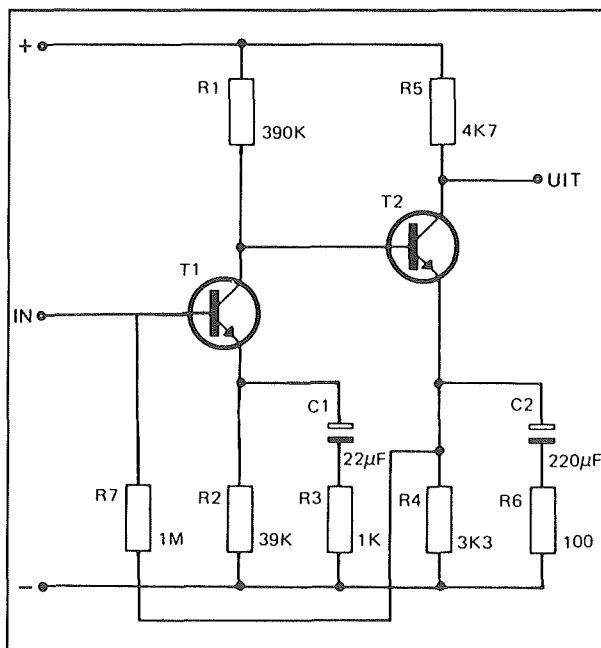 +
R1
390K
R5
4K7
UIT
T2
T1
IN
C1
22µF
C2
220µF
R7
1M
R2
39K
R3
1K
R4
3K3
R6
100
−